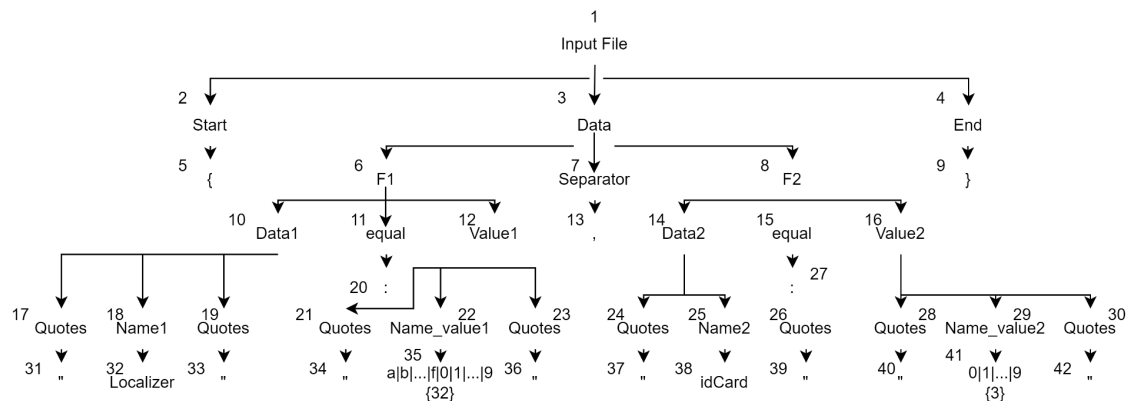 1
Input File
2 3 4
Start Data End
5 6 7 8 9
{ F1 Separator F2 }
10 11 12 13 14 15 16
Data1 equal Value1 , Data2 equal Value2
20 : : 27
17 18 19 21 22 23 24 25 26 28 29 30
Quotes Name1 Quotes Quotes Name_value1 Quotes Quotes Name2 Quotes Quotes Name_value2 Quotes
31 32 33 34 35 36 37 38 39 40 41 42
" Localizer " " a|b|...|f|0|1|...|9 " " idCard " " 0|1|...|9 "
{32} {3}